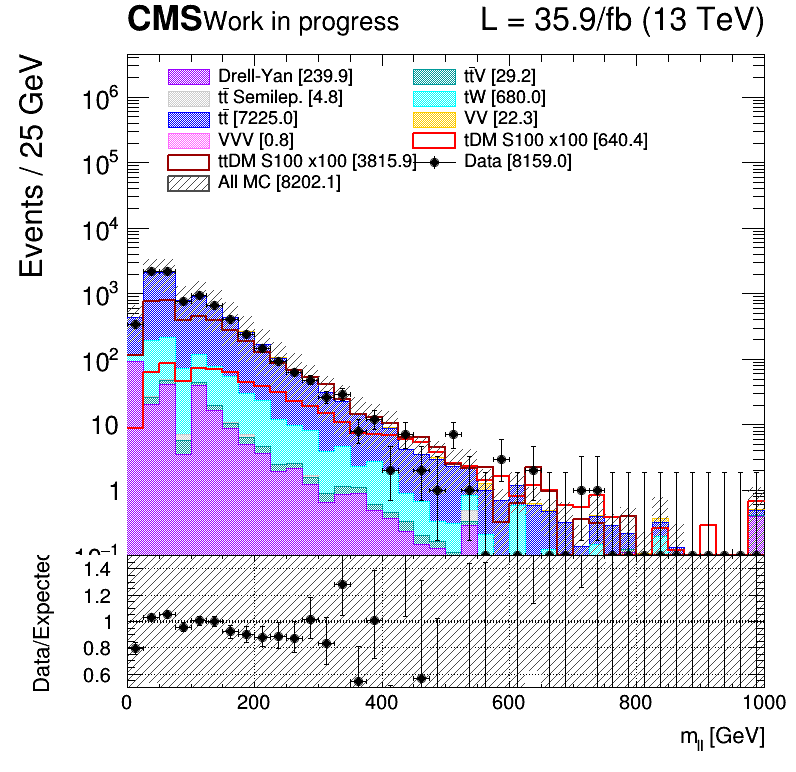 CMS Work in progress L = 35.9/fb (13 TeV)
Events / 25 GeV
Drell-Yan [239.9] tt̄V [29.2]
tt̄ Semilep. [4.8] tW [680.0]
tt̄ [7225.0] VV [22.3]
VVV [0.8] tDM S100 x100 [640.4]
ttDM S100 x100 [3815.9] Data [8159.0]
All MC [8202.1]
10⁶
10⁵
10⁴
10³
10²
10
1
10⁻¹
Data/Expected
1.4
1.2
1
0.8
0.6
0 200 400 600 800 1000
m_ll [GeV]